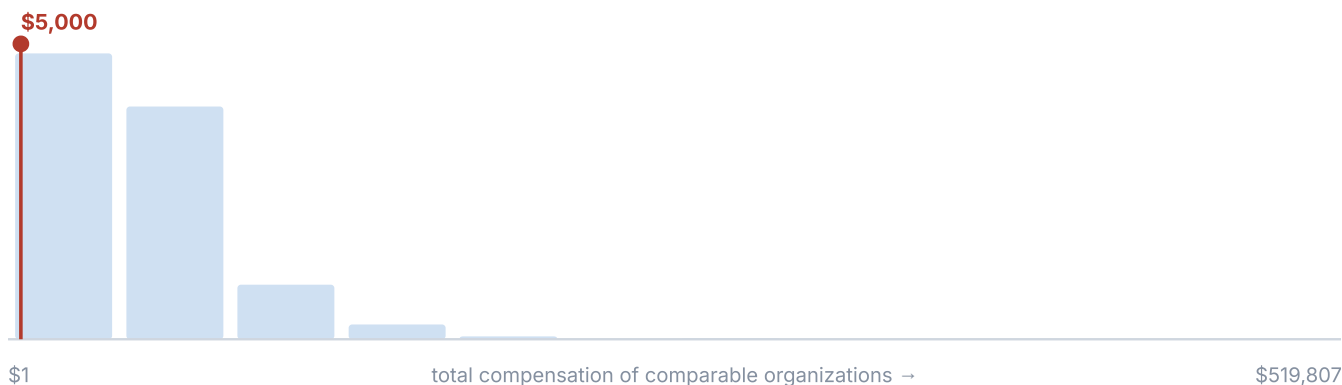 $5,000
$1
total compensation of comparable organizations →
$519,807